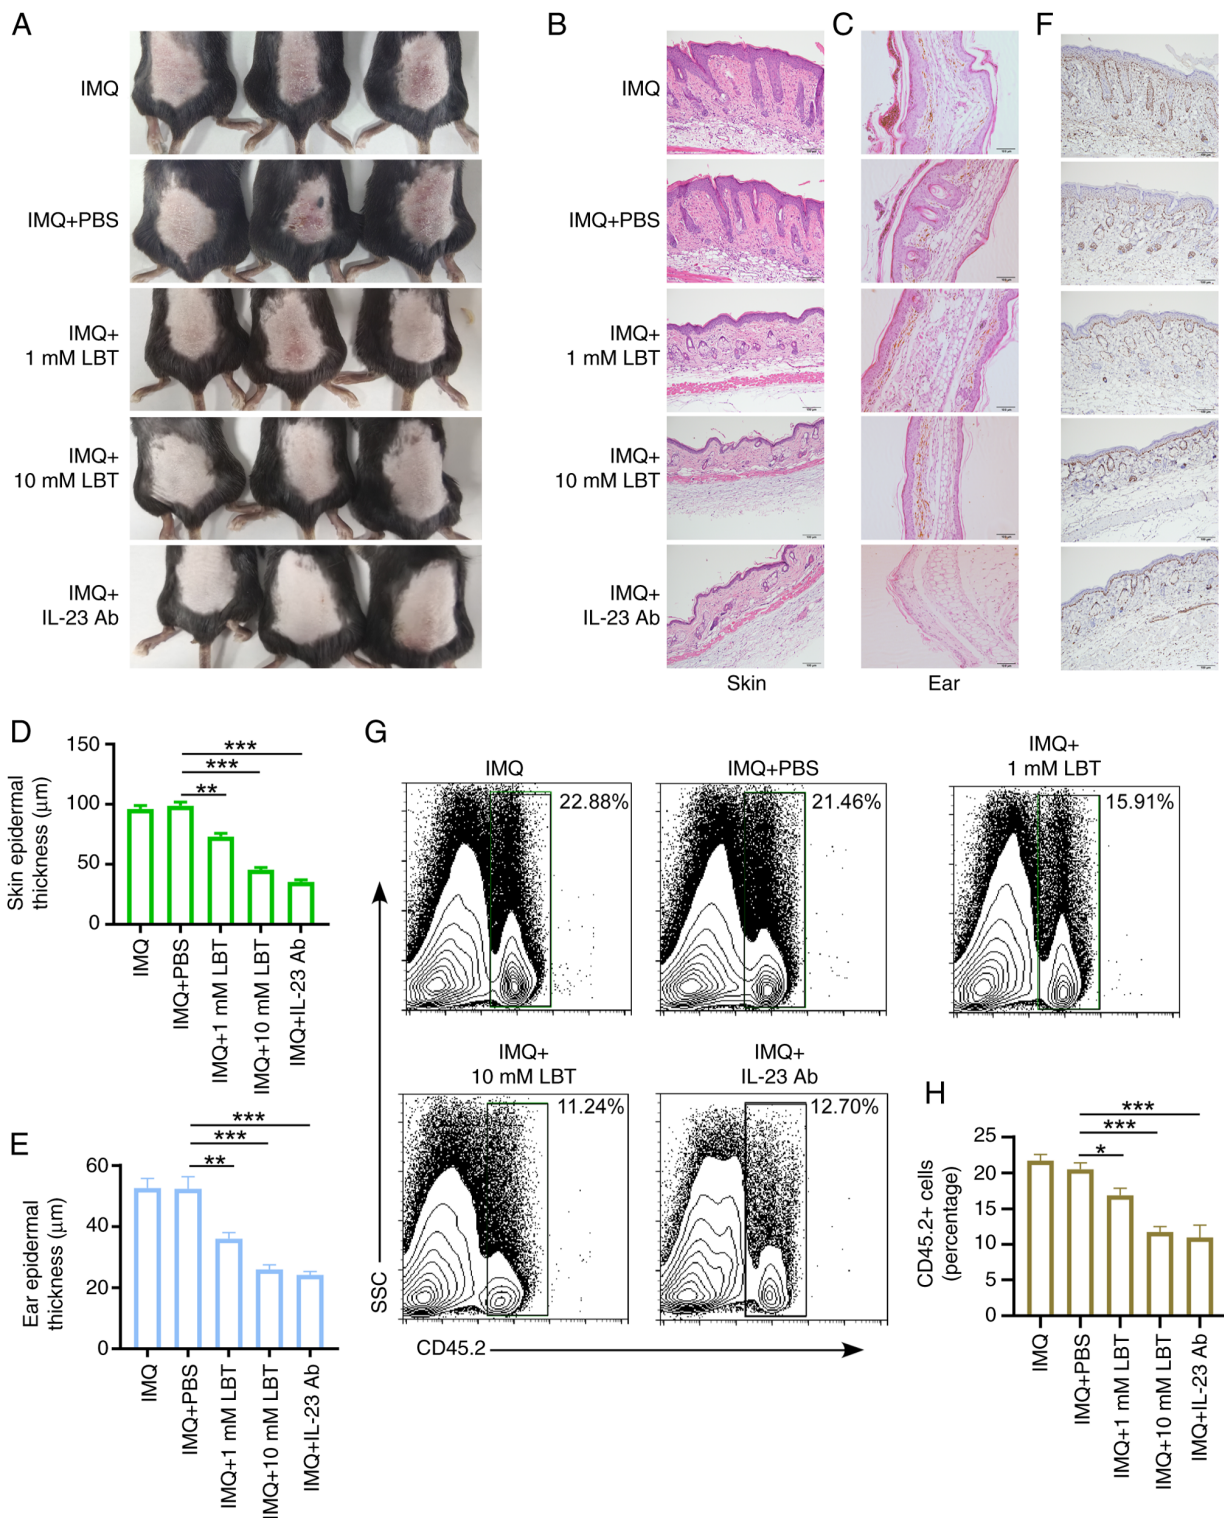 A
B
C
F
IMQ
IMQ
IMQ+PBS
IMQ+PBS
IMQ+
1 mM LBT
IMQ+
1 mM LBT
IMQ+
10 mM LBT
IMQ+
10 mM LBT
IMQ+
IL-23 Ab
IMQ+
IL-23 Ab
Skin
Ear
D
Skin epidermal
thickness (μm)
150
100
50
0
**
***
***
IMQ
IMQ+PBS
IMQ+1 mM LBT
IMQ+10 mM LBT
IMQ+IL-23 Ab
E
Ear epidermal
thickness (μm)
60
40
20
0
**
***
***
IMQ
IMQ+PBS
IMQ+1 mM LBT
IMQ+10 mM LBT
IMQ+IL-23 Ab
G
IMQ
22.88%
IMQ+PBS
21.46%
IMQ+
1 mM LBT
15.91%
IMQ+
10 mM LBT
11.24%
IMQ+
IL-23 Ab
12.70%
SSC
CD45.2
H
CD45.2+ cells
(percentage)
25
20
15
10
5
0
*
***
***
IMQ
IMQ+PBS
IMQ+1 mM LBT
IMQ+10 mM LBT
IMQ+IL-23 Ab